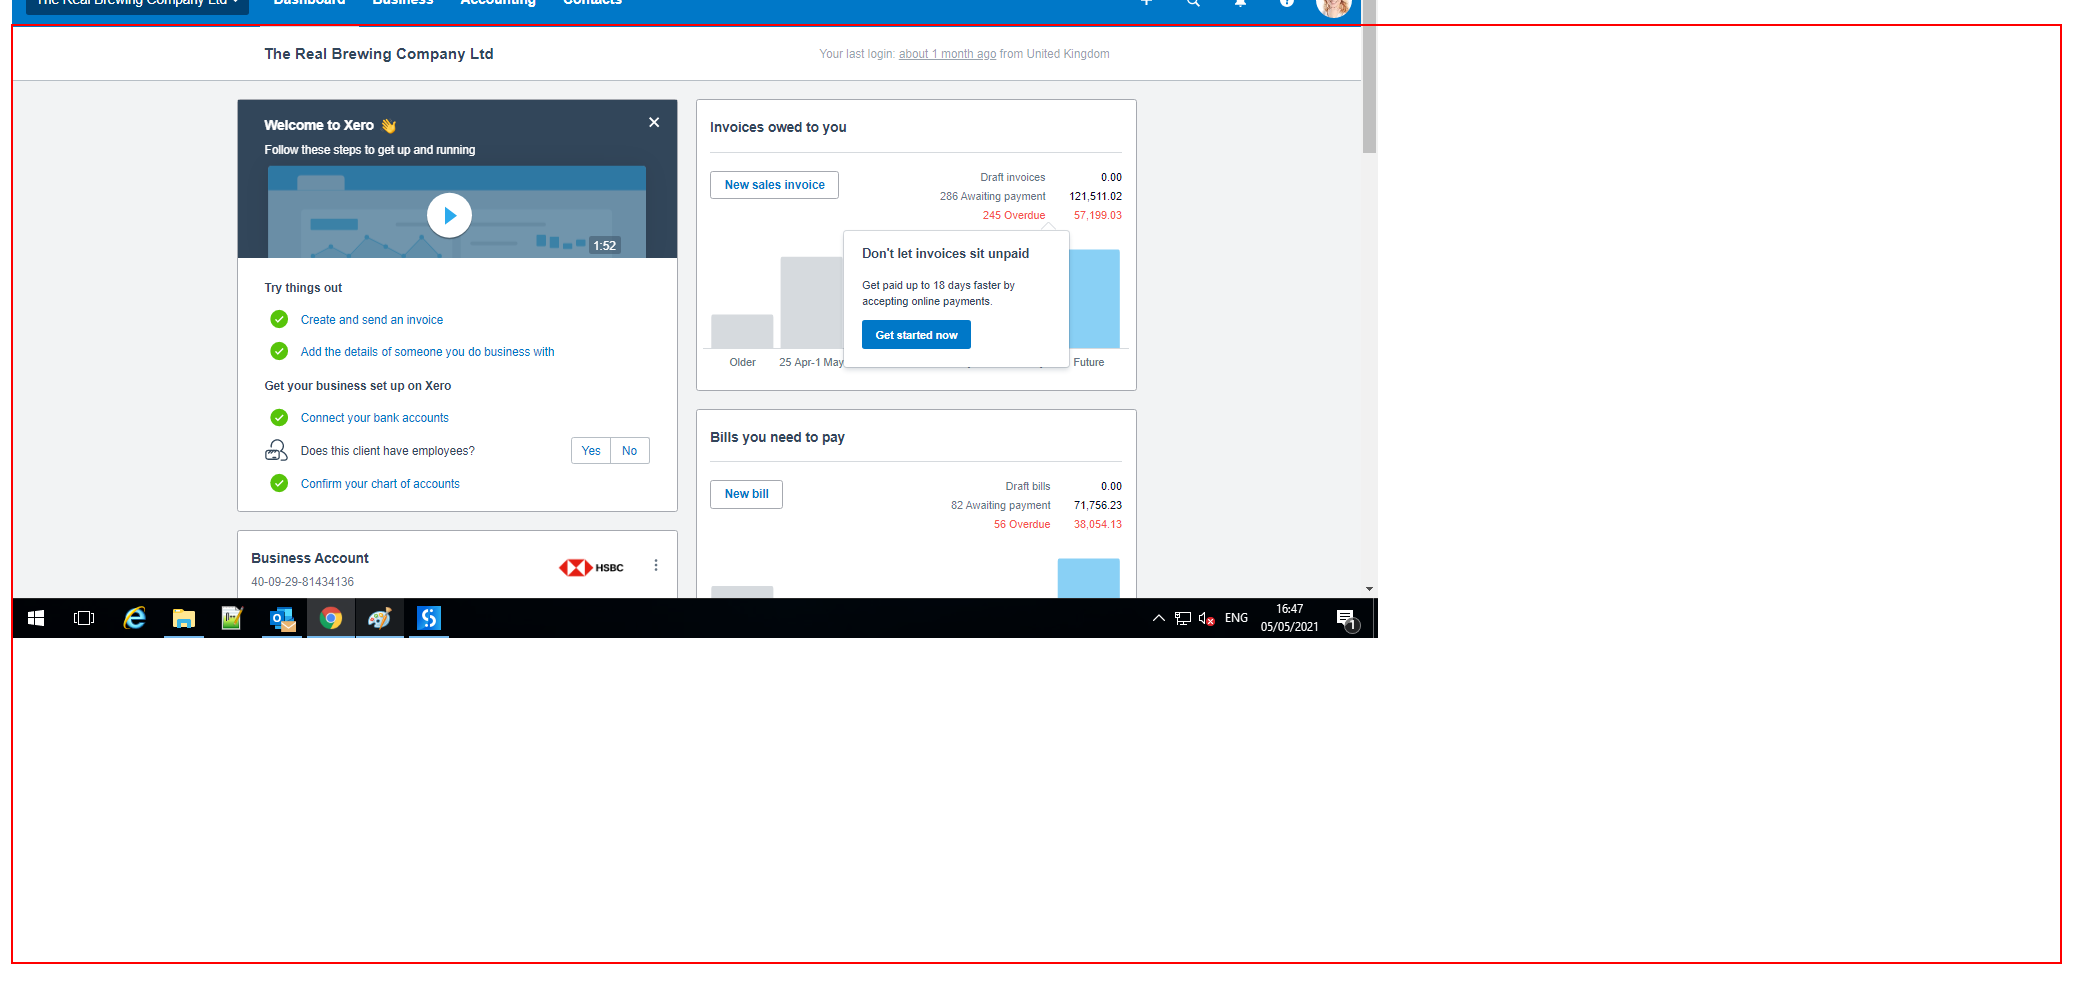 The Real Brewing Company Ltd
Dashboard
Business
Accounting
Contacts
The Real Brewing Company Ltd
Your last login: about 1 month ago from United Kingdom
Welcome to Xero
Follow these steps to get up and running
1:52
Try things out
Create and send an invoice
Add the details of someone you do business with
Get your business set up on Xero
Connect your bank accounts
Does this client have employees?
Yes
No
Confirm your chart of accounts
Business Account
40-09-29-81434136
HSBC
Invoices owed to you
New sales invoice
Draft invoices 0.00
286 Awaiting payment 121,511.02
245 Overdue 57,199.03
Don't let invoices sit unpaid
Get paid up to 18 days faster by
accepting online payments.
Get started now
Older
25 Apr-1 May
Future
Bills you need to pay
New bill
Draft bills 0.00
82 Awaiting payment 71,756.23
56 Overdue 38,054.13
ENG
16:47
05/05/2021
1